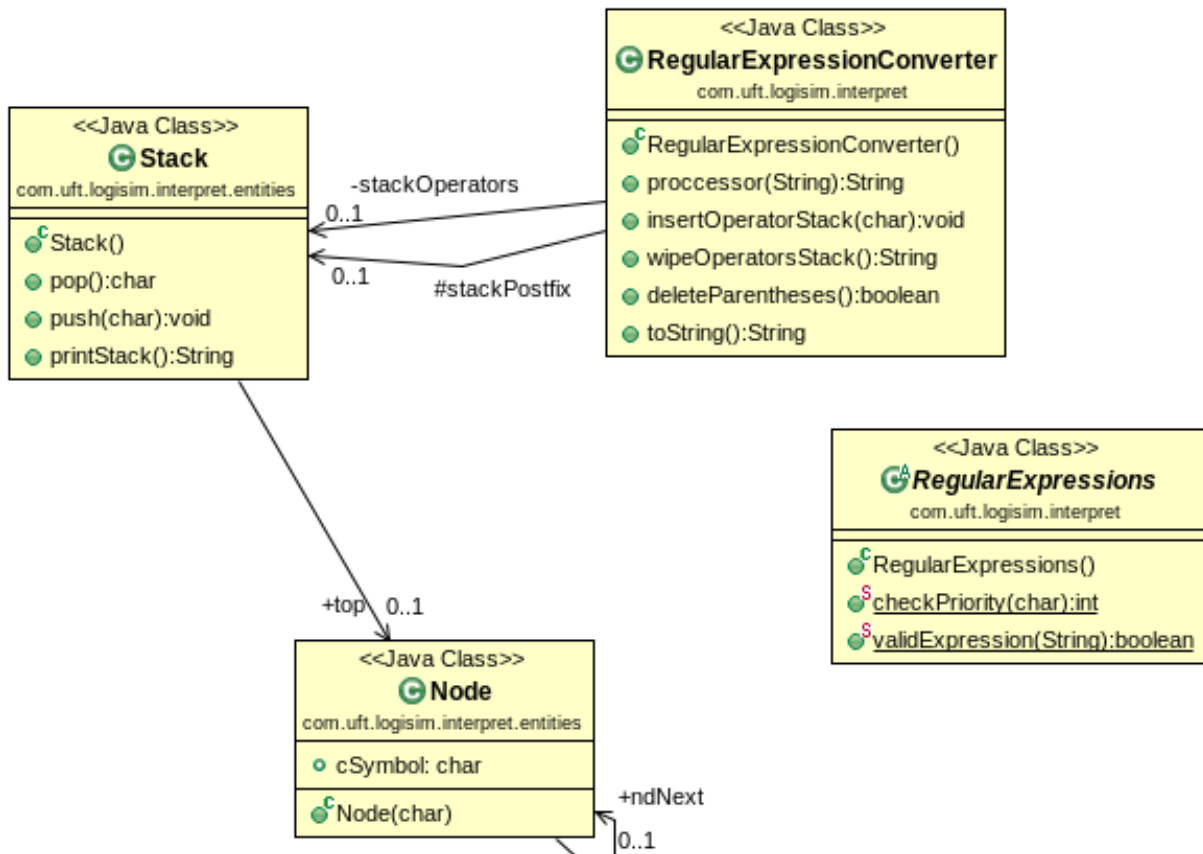 <<Java Class>>
RegularExpressionConverter
com.uft.logisim.interpret
RegularExpressionConverter()
proccessor(String):String
insertOperatorStack(char):void
wipeOperatorsStack():String
deleteParentheses():boolean
toString():String
<<Java Class>>
Stack
com.uft.logisim.interpret.entities
Stack()
pop():char
push(char):void
printStack():String
-stackOperators
0..1
0..1
#stackPostfix
<<Java Class>>
RegularExpressions
com.uft.logisim.interpret
RegularExpressions()
checkPriority(char):int
validExpression(String):boolean
+top 0..1
<<Java Class>>
Node
com.uft.logisim.interpret.entities
cSymbol: char
Node(char)
+ndNext
0..1